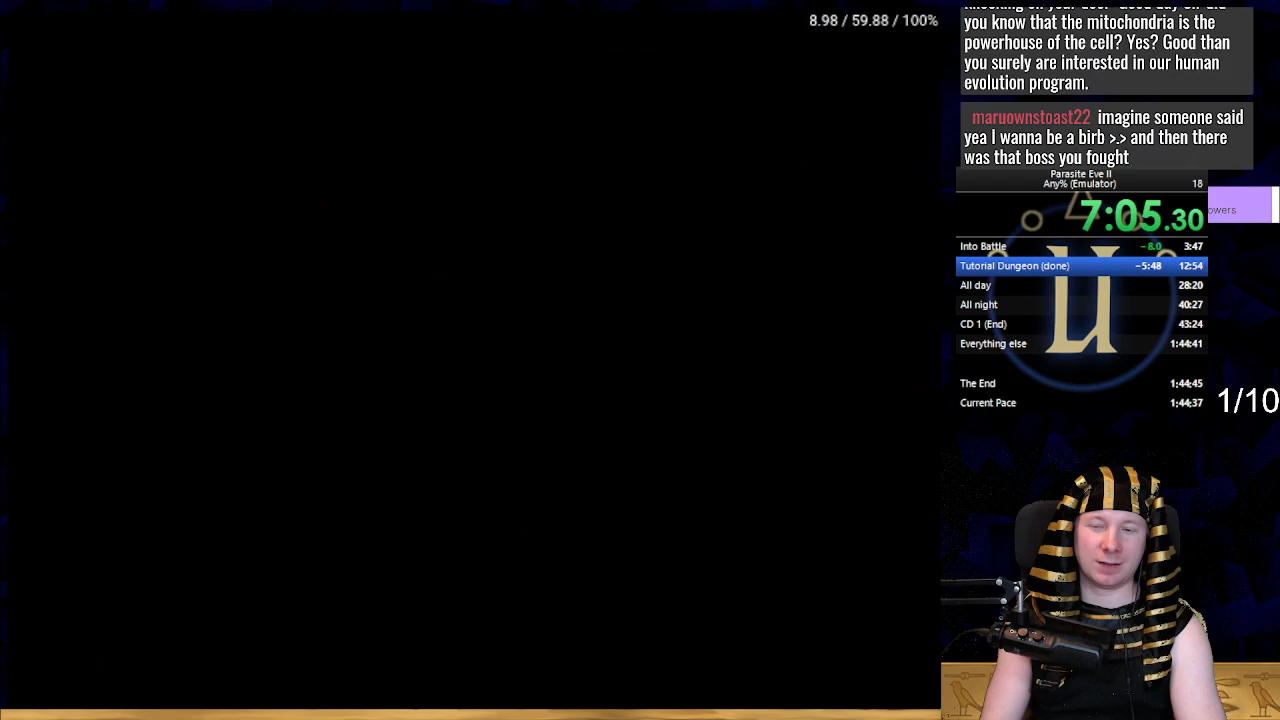 8.98 / 59.88 / 100%
you know that the mitochondria is the
powerhouse of the cell? Yes? Good than
you surely are interested in our human
evolution program.
maruownstoast22 imagine someone said
yea I wanna be a birb >.> and then there
was that boss you fought
Parasite Eve II
Any% (Emulator) 18
7:05.30
owers
Into Battle -8.0 3:47
Tutorial Dungeon (done) -5:48 12:54
All day 28:20
All night 40:27
CD 1 (End) 43:24
Everything else 1:44:41
The End 1:44:45
Current Pace 1:44:37
1/10